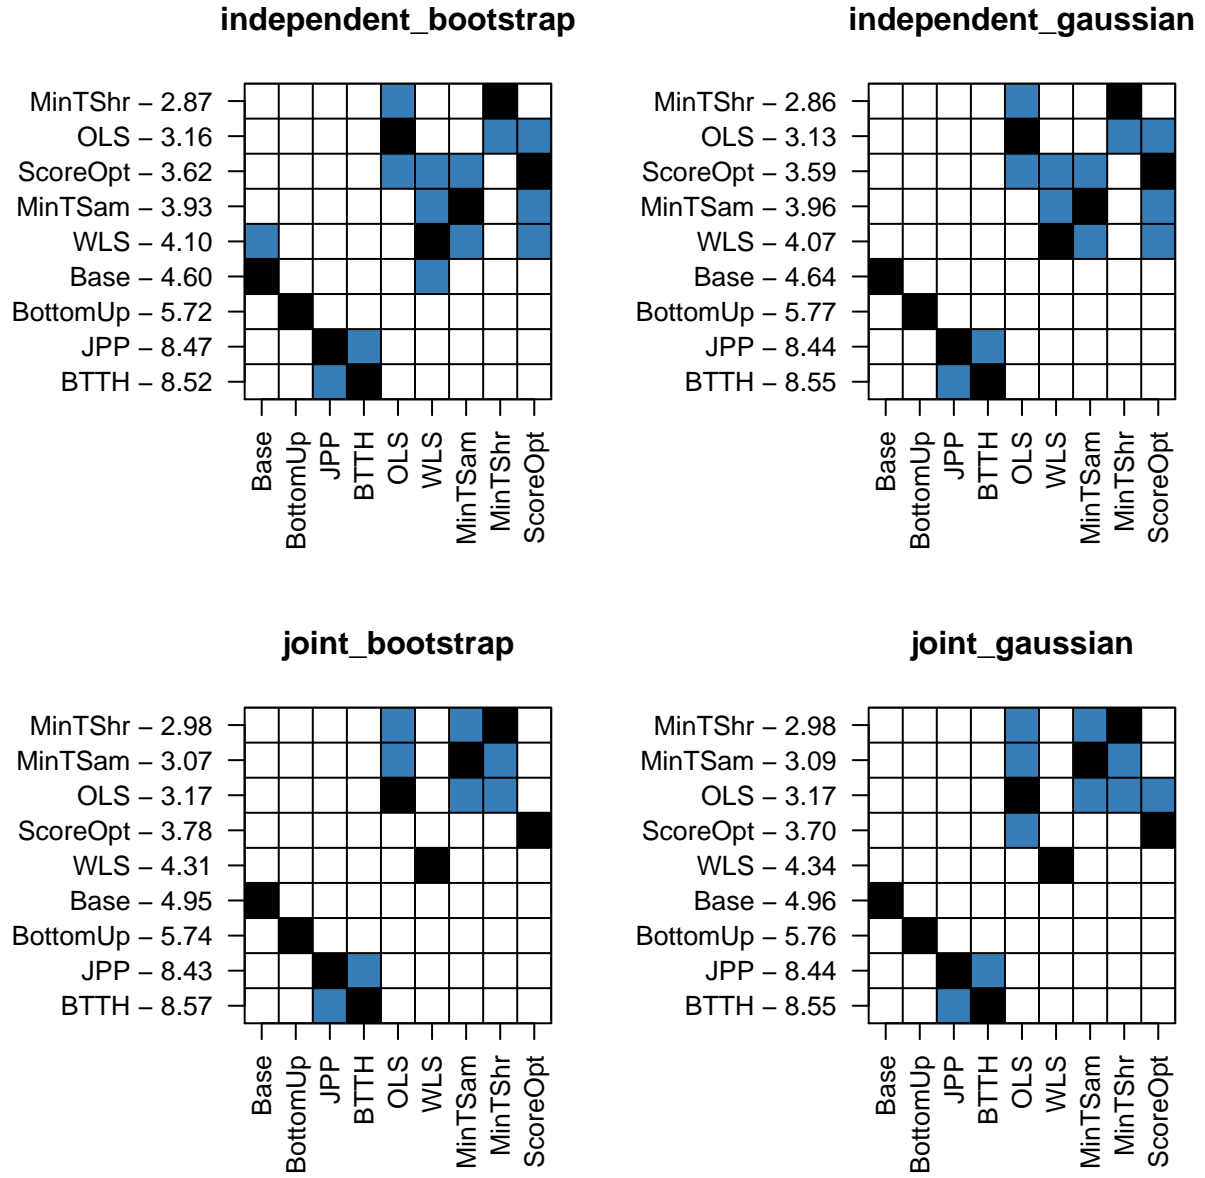 independent_bootstrap
MinTShr – 2.87
OLS – 3.16
ScoreOpt – 3.62
MinTSam – 3.93
WLS – 4.10
Base – 4.60
BottomUp – 5.72
JPP – 8.47
BTTH – 8.52
Base
BottomUp
JPP
BTTH
OLS
WLS
MinTSam
MinTShr
ScoreOpt
independent_gaussian
MinTShr – 2.86
OLS – 3.13
ScoreOpt – 3.59
MinTSam – 3.96
WLS – 4.07
Base – 4.64
BottomUp – 5.77
JPP – 8.44
BTTH – 8.55
Base
BottomUp
JPP
BTTH
OLS
WLS
MinTSam
MinTShr
ScoreOpt
joint_bootstrap
MinTShr – 2.98
MinTSam – 3.07
OLS – 3.17
ScoreOpt – 3.78
WLS – 4.31
Base – 4.95
BottomUp – 5.74
JPP – 8.43
BTTH – 8.57
Base
BottomUp
JPP
BTTH
OLS
WLS
MinTSam
MinTShr
ScoreOpt
joint_gaussian
MinTShr – 2.98
MinTSam – 3.09
OLS – 3.17
ScoreOpt – 3.70
WLS – 4.34
Base – 4.96
BottomUp – 5.76
JPP – 8.44
BTTH – 8.55
Base
BottomUp
JPP
BTTH
OLS
WLS
MinTSam
MinTShr
ScoreOpt